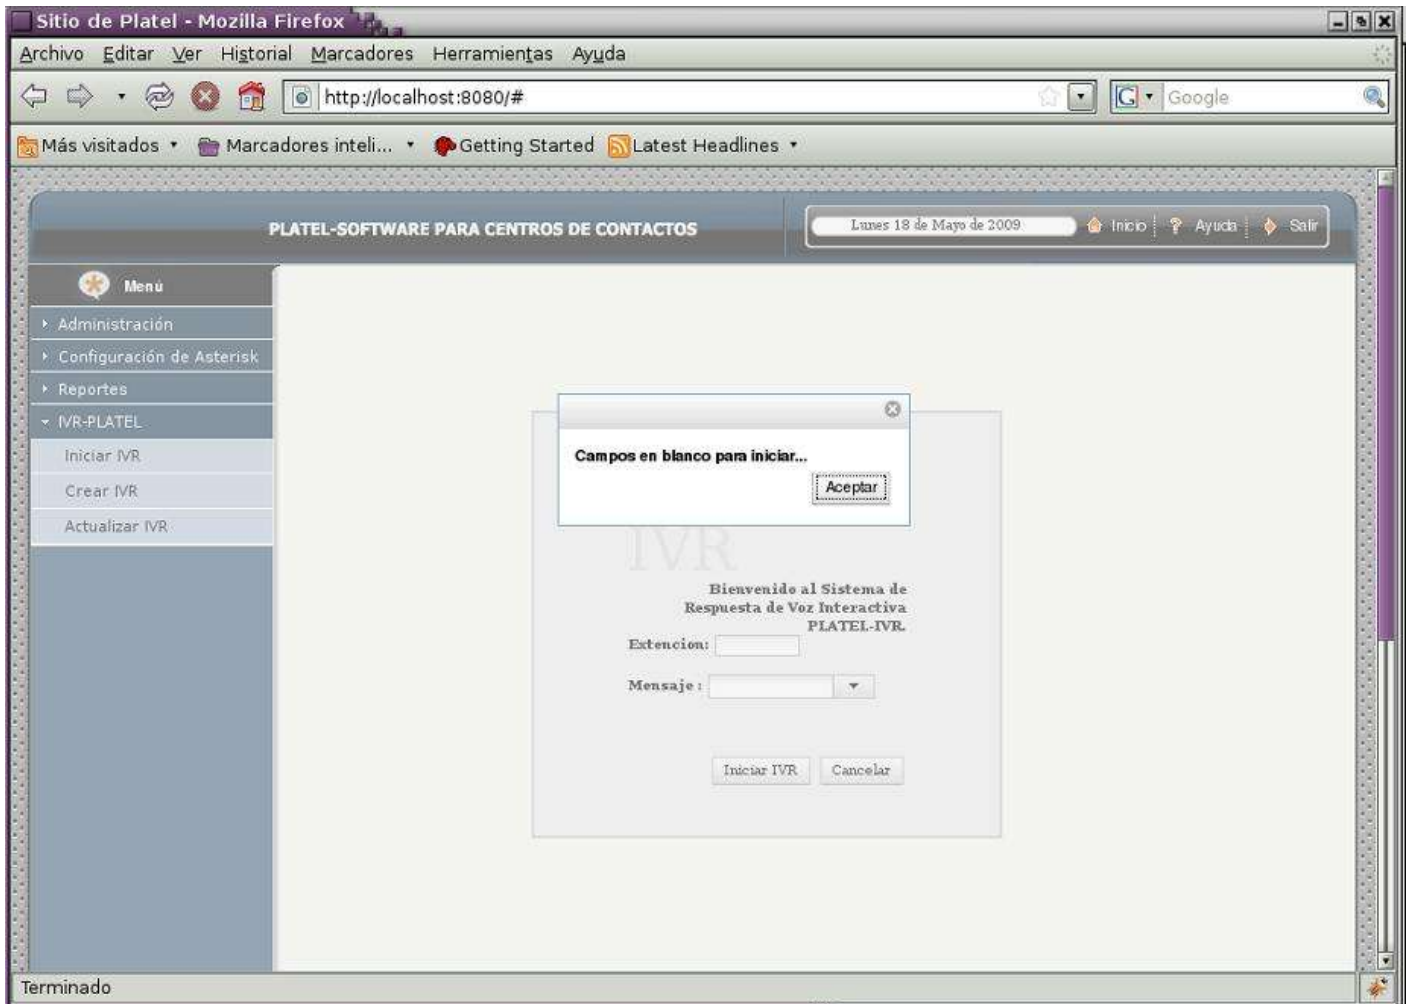 Sitio de Platel - Mozilla Firefox
Archivo Editar Ver Historial Marcadores Herramientas Ayuda
http://localhost:8080/#
G Google
Más visitados Marcadores inteli... Getting Started Latest Headlines
PLATEL-SOFTWARE PARA CENTROS DE CONTACTOS
Lunes 18 de Mayo de 2009 Inicio Ayuda Salir
Menú
Administración
Configuración de Asterisk
Reportes
IVR-PLATEL
Iniciar IVR
Crear IVR
Actualizar IVR
Campos en blanco para iniciar...
Aceptar
IVR
Bienvenido al Sistema de
Respuesta de Voz Interactiva
PLATEL-IVR.
Extencion:
Mensaje :
Iniciar IVR Cancelar
Terminado